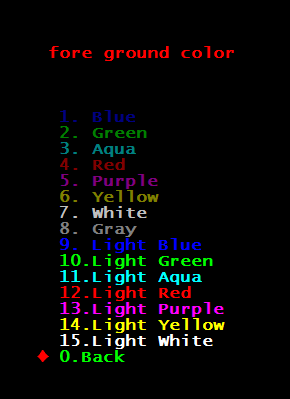 fore ground color
1. Blue
2. Green
3. Aqua
4. Red
5. Purple
6. Yellow
7. White
8. Gray
9. Light Blue
10.Light Green
11.Light Aqua
12.Light Red
13.Light Purple
14.Light Yellow
15.Light White
♦ 0.Back